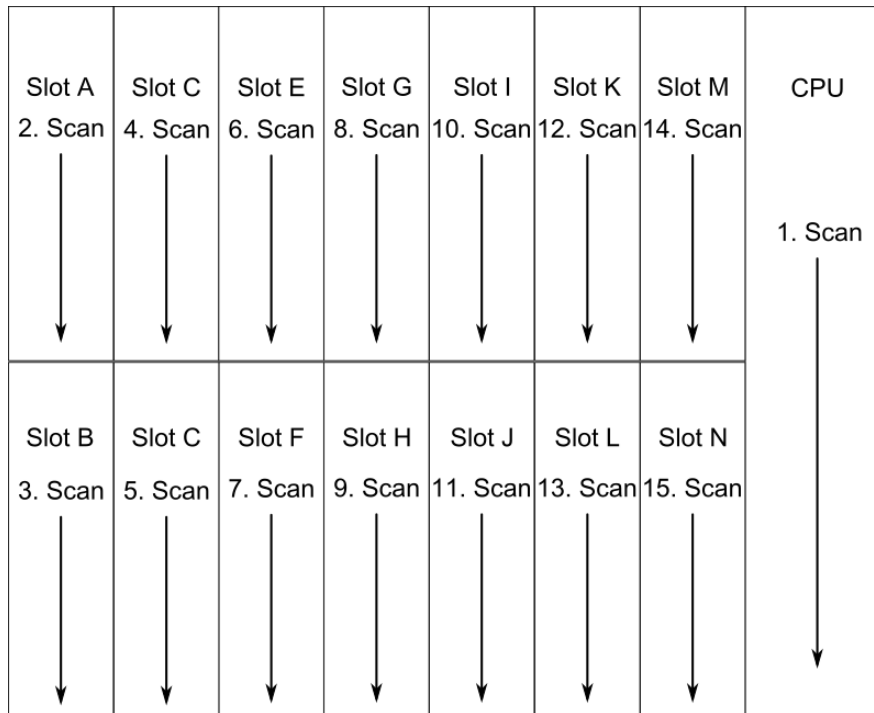 Slot A
2. Scan
Slot C
4. Scan
Slot E
6. Scan
Slot G
8. Scan
Slot I
10. Scan
Slot K
12. Scan
Slot M
14. Scan
CPU
1. Scan
Slot B
3. Scan
Slot C
5. Scan
Slot F
7. Scan
Slot H
9. Scan
Slot J
11. Scan
Slot L
13. Scan
Slot N
15. Scan